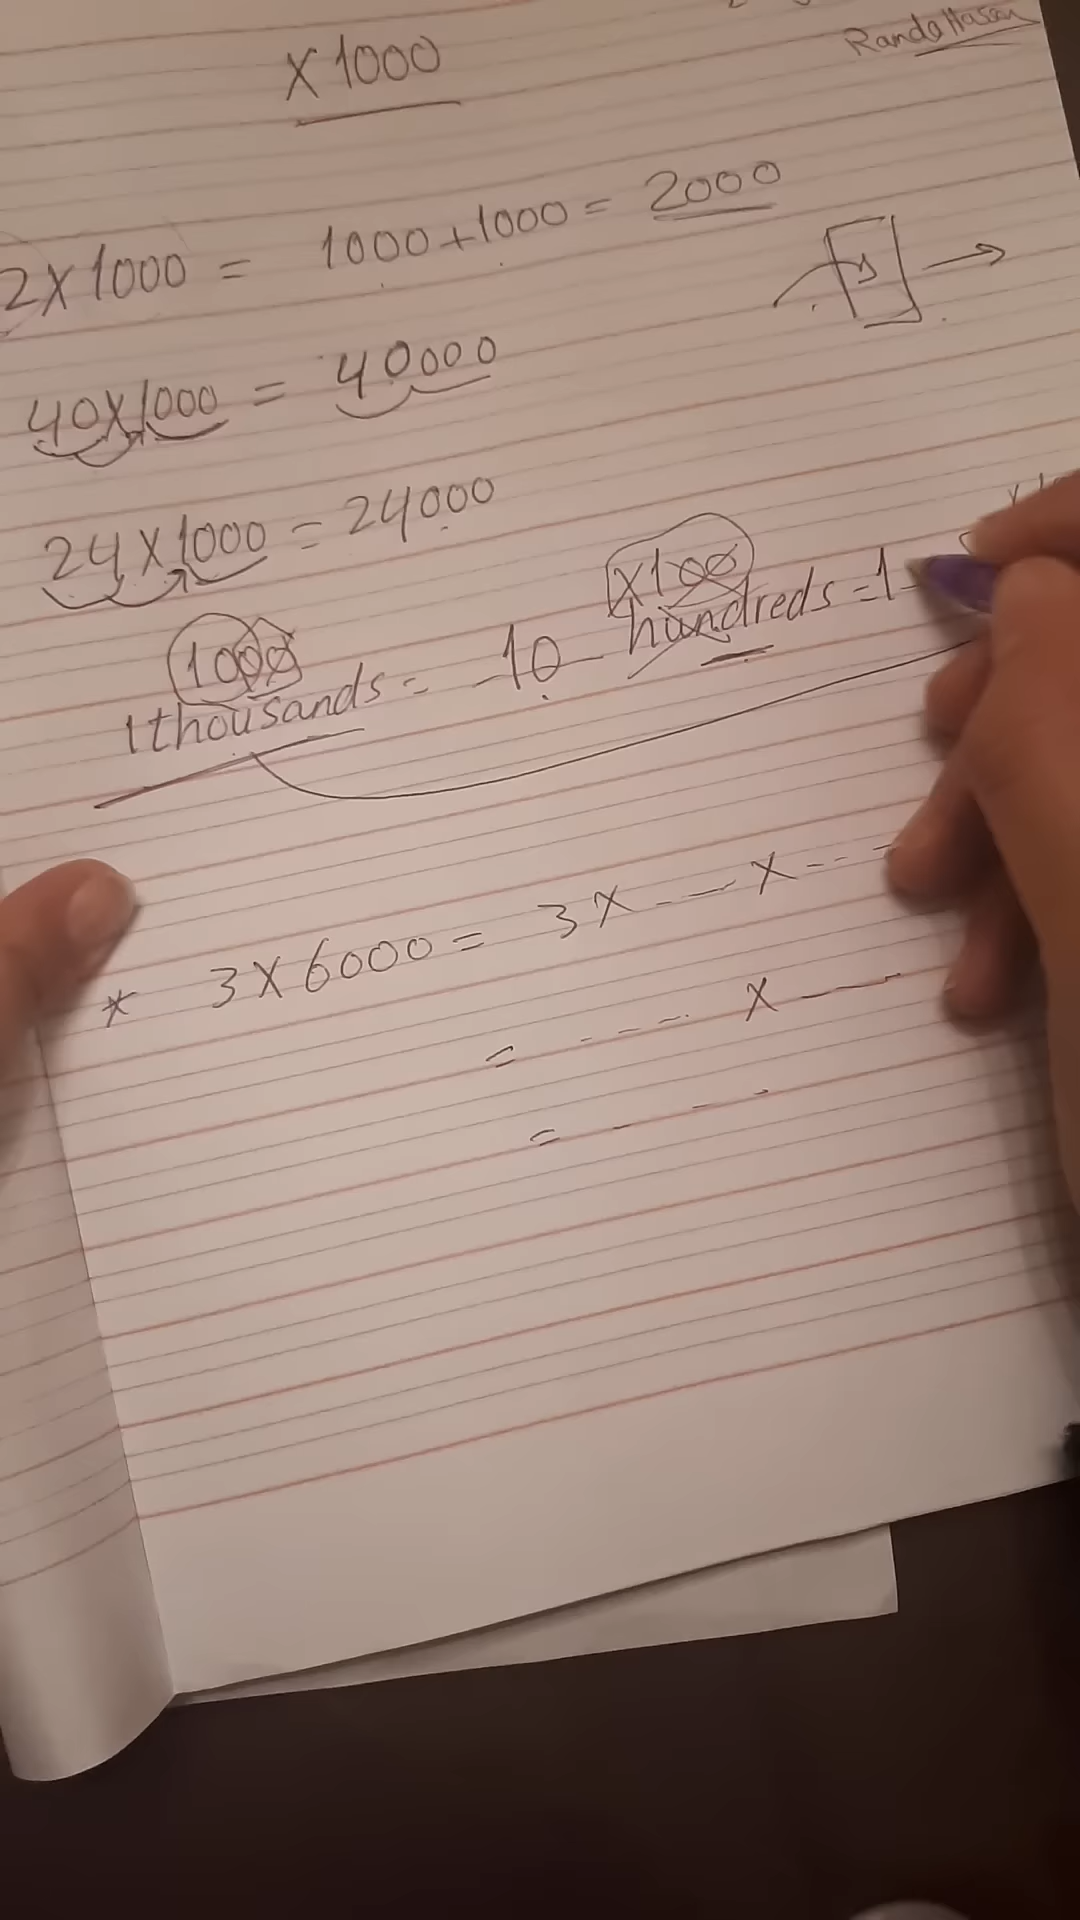 Randa Hasan
X 1000
2 X 1000 = 1000 + 1000 = 2000
40 X 1000 = 40000
24 X 1000 = 24000
1000 X 100
1 thousands = 10 hundreds = 1
* 3 X 6000 = 3 X --- X ---
= ---- X ---
= ----